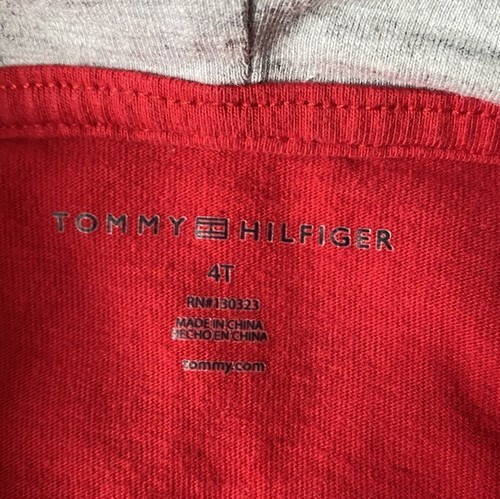 TOMMY HILFIGER
4T
RN#130323
MADE IN CHINA
HECHO EN CHINA
tommy.com